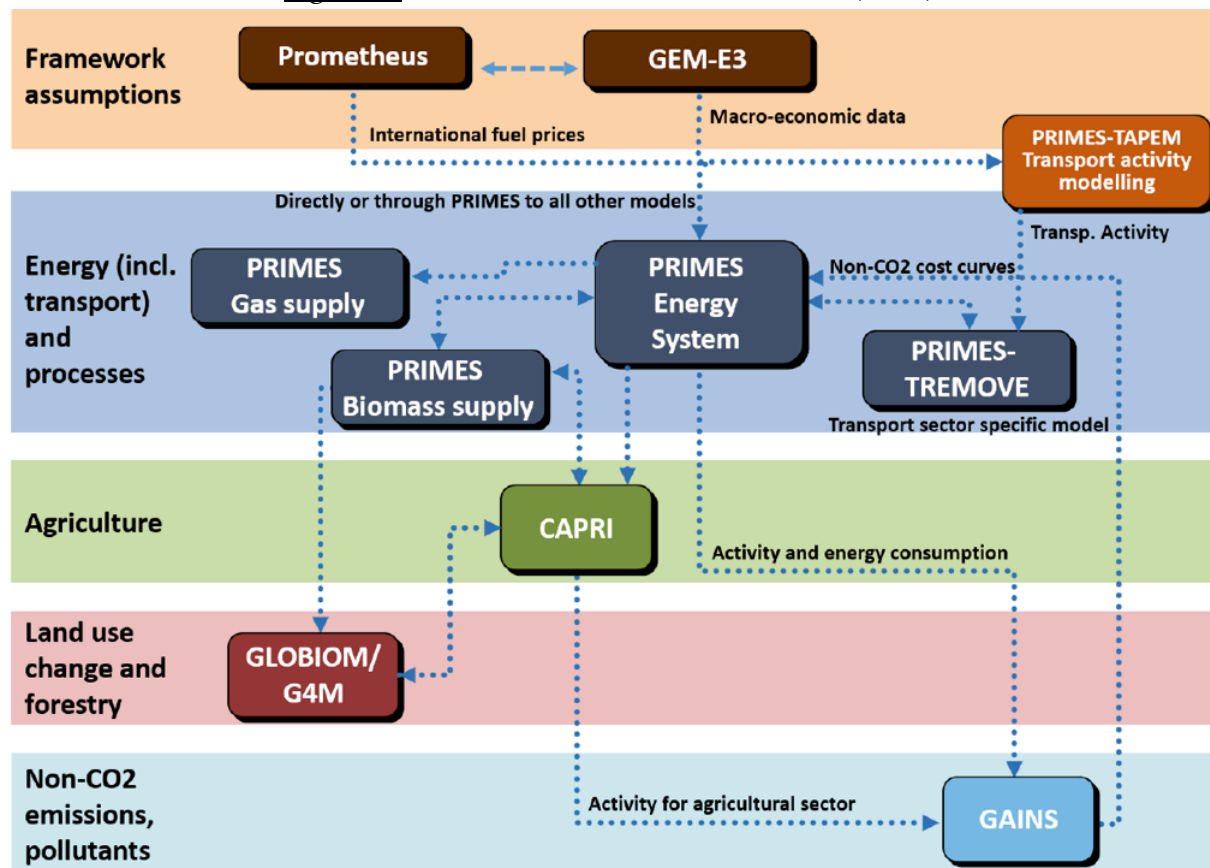 Framework
assumptions
Prometheus
GEM-E3
Macro-economic data
International fuel prices
PRIMES-TAPEM
Transport activity
modelling
Directly or through PRIMES to all other models
Transp. Activity
Energy (incl.
transport)
and
processes
PRIMES
Gas supply
PRIMES
Energy
System
Non-CO2 cost curves
PRIMES
Biomass supply
PRIMES-
TREMOVE
Transport sector specific model
Agriculture
CAPRI
Activity and energy consumption
Land use
change and
forestry
GLOBIOM/
G4M
Non-CO2
emissions,
pollutants
Activity for agricultural sector
GAINS